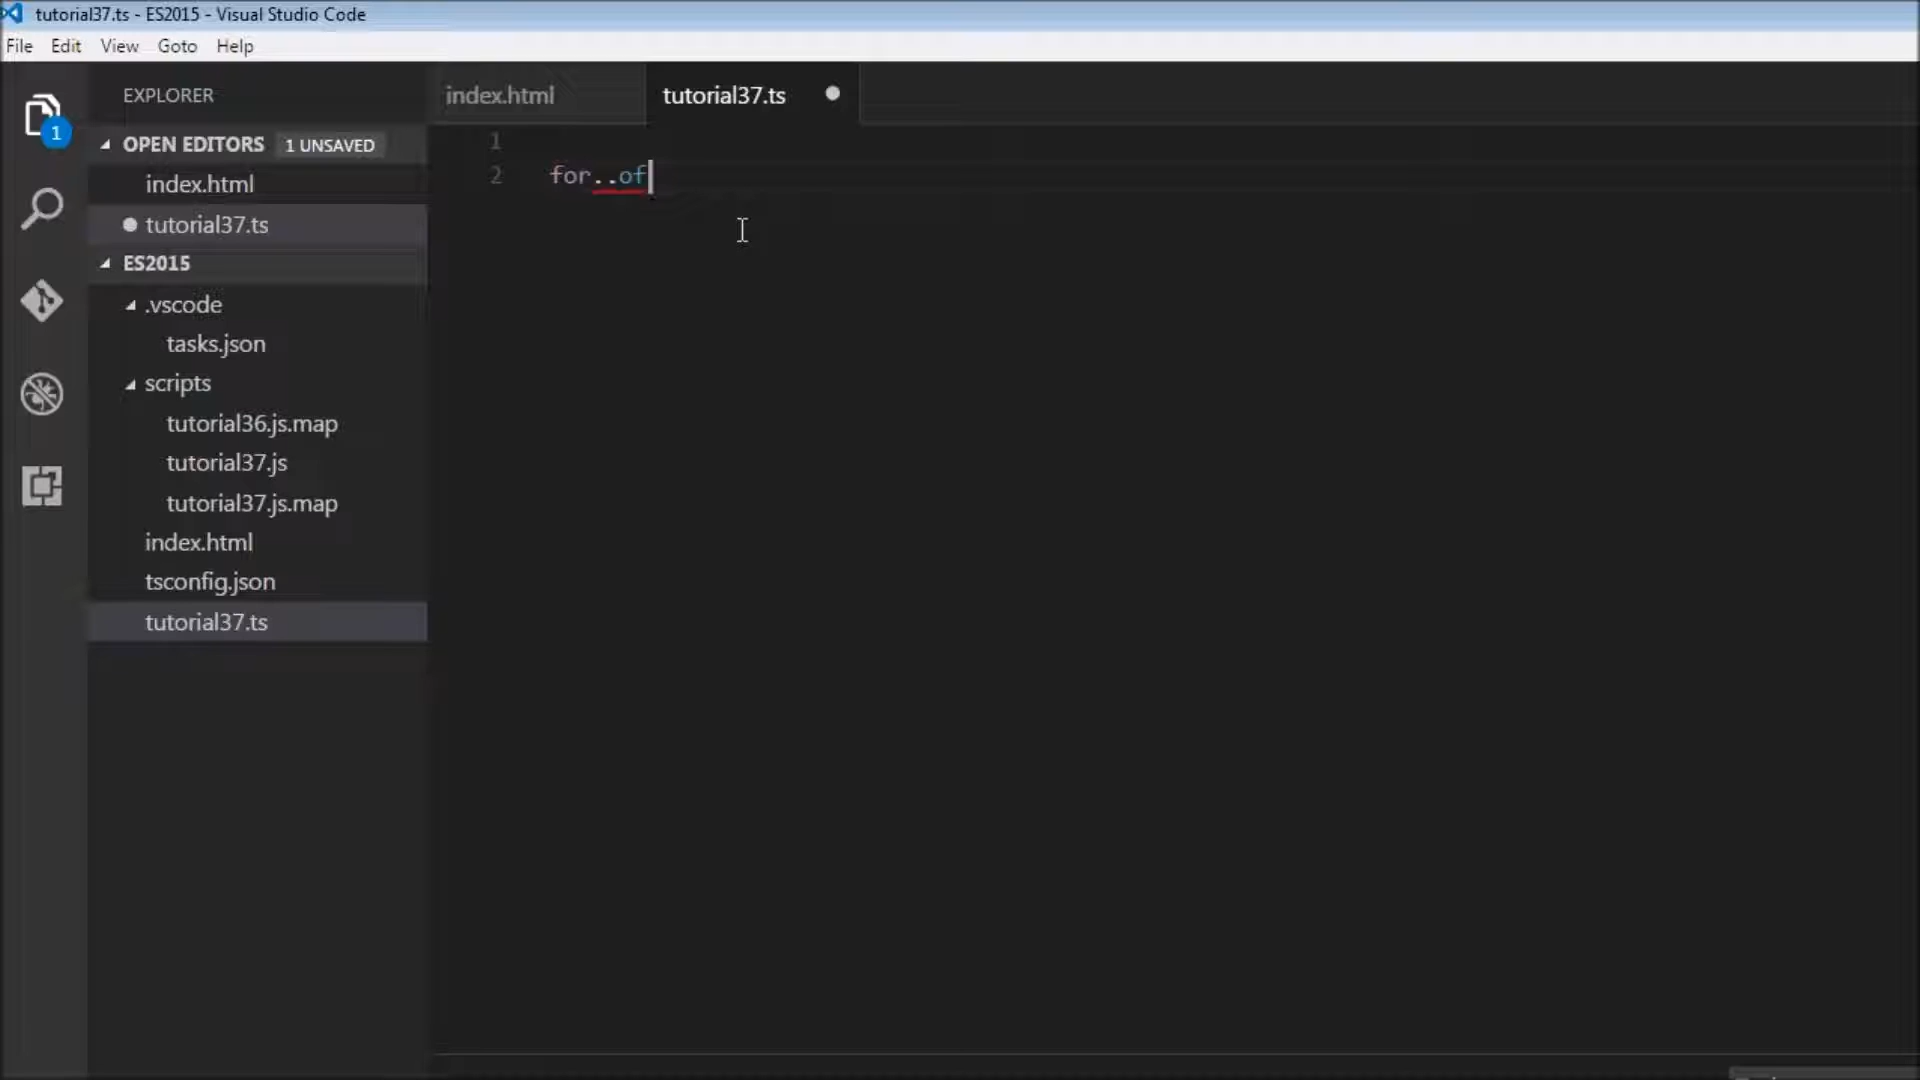 tutorial37.ts - ES2015 - Visual Studio Code
File Edit View Goto Help
EXPLORER
1
OPEN EDITORS 1 UNSAVED
index.html
tutorial37.ts
ES2015
.vscode
tasks.json
scripts
tutorial36.js.map
tutorial37.js
tutorial37.js.map
index.html
tsconfig.json
tutorial37.ts
index.html tutorial37.ts
1
2 for..of